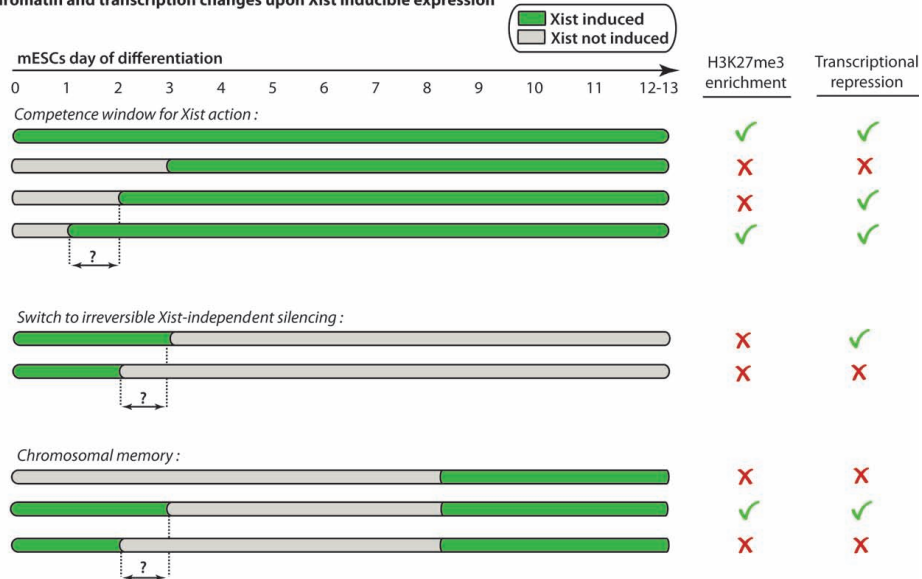 romatin and transcription changes upon Xist inducible expression
Xist induced
Xist not induced
mESCs day of differentiation
H3K27me3 enrichment
Transcriptional repression
0 1 2 3 4 5 6 7 8 9 10 11 12-13
Competence window for Xist action :
?
Switch to irreversible Xist-independent silencing :
?
Chromosomal memory :
?